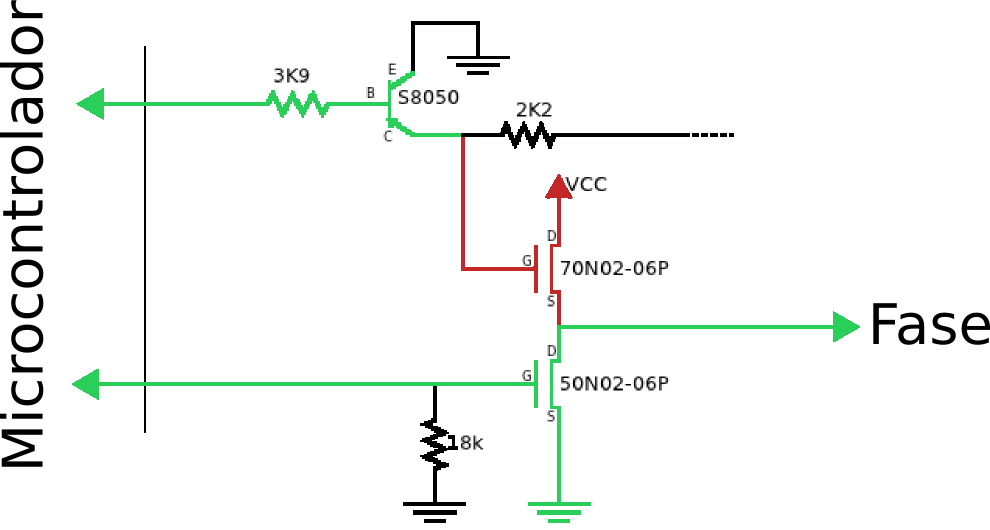 Microcontrolador
3K9
B
E
S8050
C
2K2
VCC
D
G
70N02-06P
S
Fase
D
G
50N02-06P
S
18k